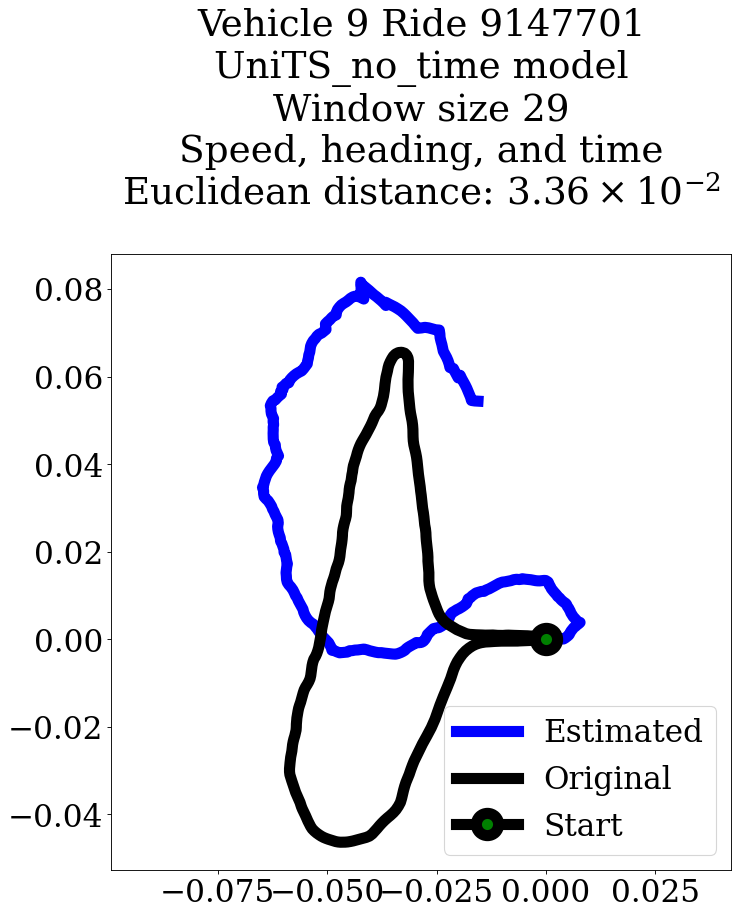 Vehicle 9 Ride 9147701
UniTS_no_time model
Window size 29
Speed, heading, and time
Euclidean distance: 3.36 × 10⁻²
0.08
0.06
0.04
0.02
0.00
−0.02
−0.04
Estimated
Original
Start
−0.075 −0.050 −0.025 0.000 0.025